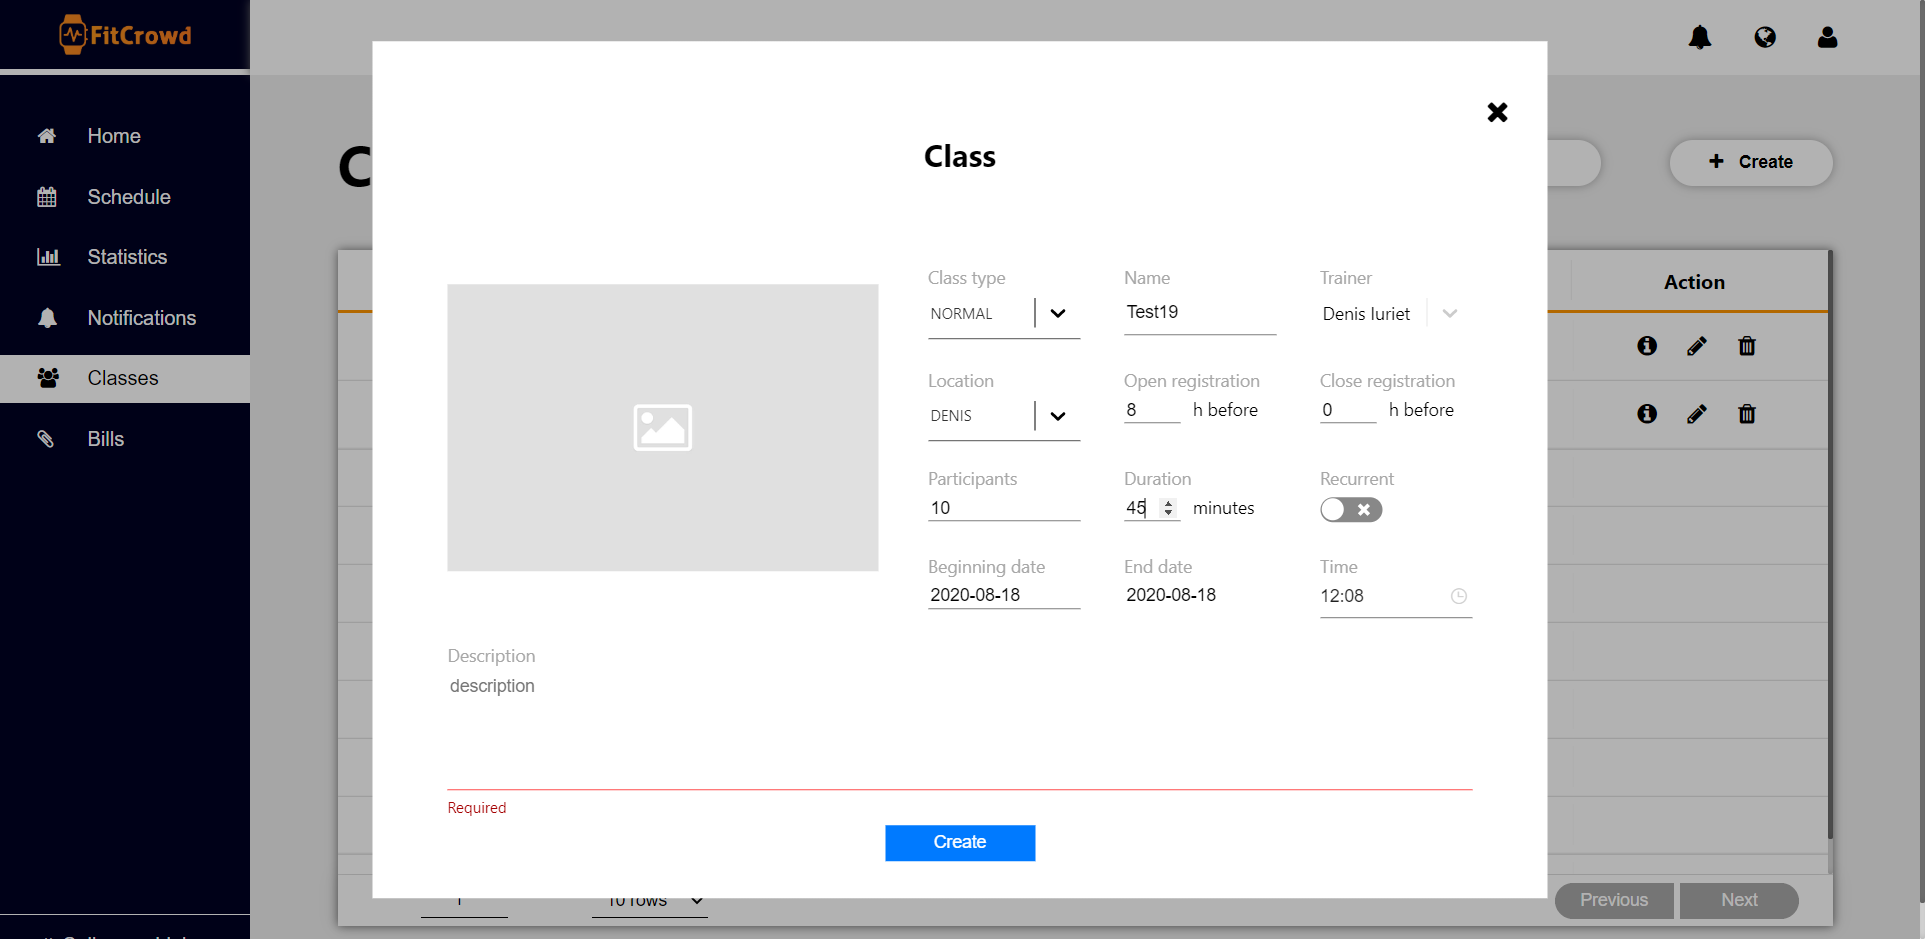 FitCrowd
Home
Schedule
Statistics
Notifications
Classes
Bills
C
Create
Action
Class
Class type
Name
Trainer
NORMAL
Test19
Denis Iuriet
Location
Open registration
Close registration
DENIS
8 h before
0 h before
Participants
Duration
Recurrent
10
45 minutes
Beginning date
End date
Time
2020-08-18
2020-08-18
12:08
Description
description
Required
Create
1
10 rows
Previous
Next